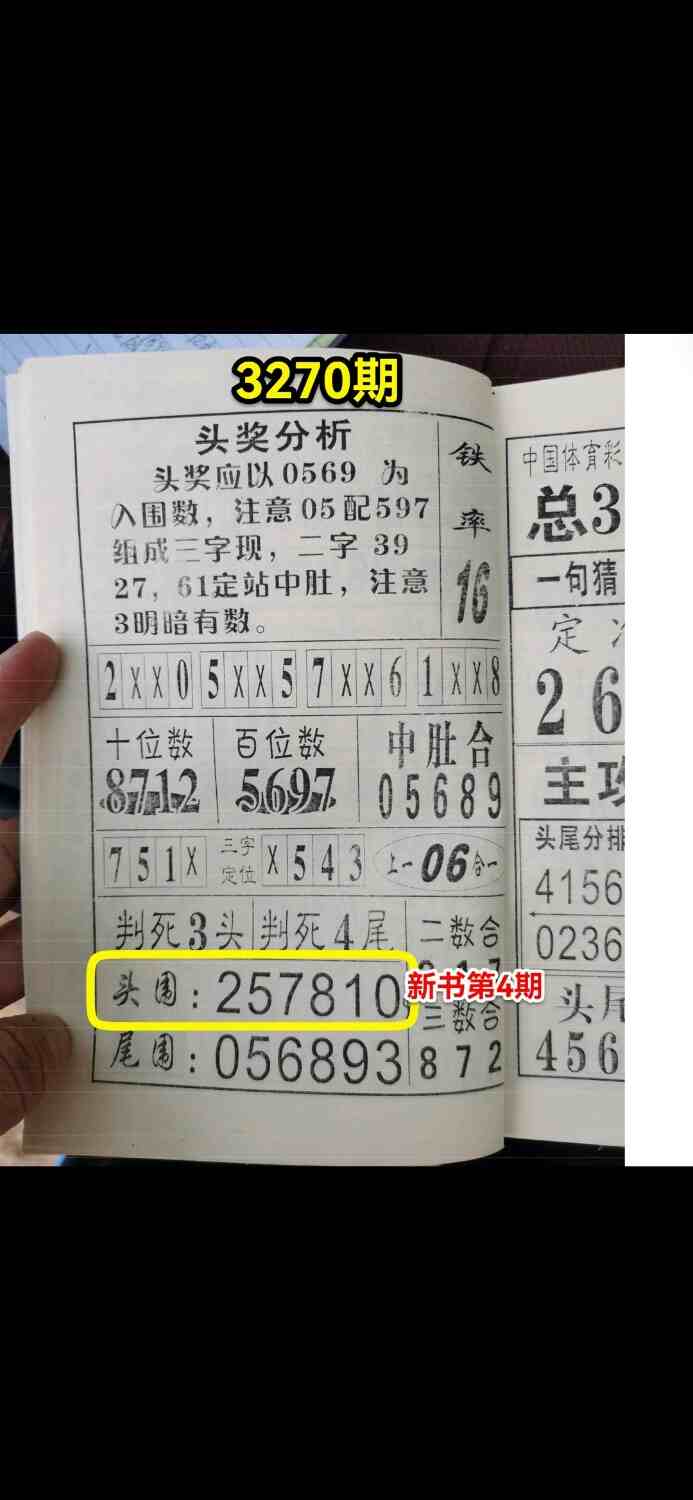 3270期
头奖分析
头奖应以0569 为
入围数，注意05配597
组成三字现，二字 39
27，61定站中肚，注意
3明暗有数。
铁
率
16
2XX0 5XX5 7XX6 1XX8
十位数 百位数 中肚合
8712 5697 05689
751X 三字定位 X543 上一06合一
判死3头 判死4尾 二数合
头围：257810
新书第4期
三数合
尾围：056893 872
中国体育彩
总3
一句猜
定
26
主攻
头尾分排
4156
0236
头尾
456